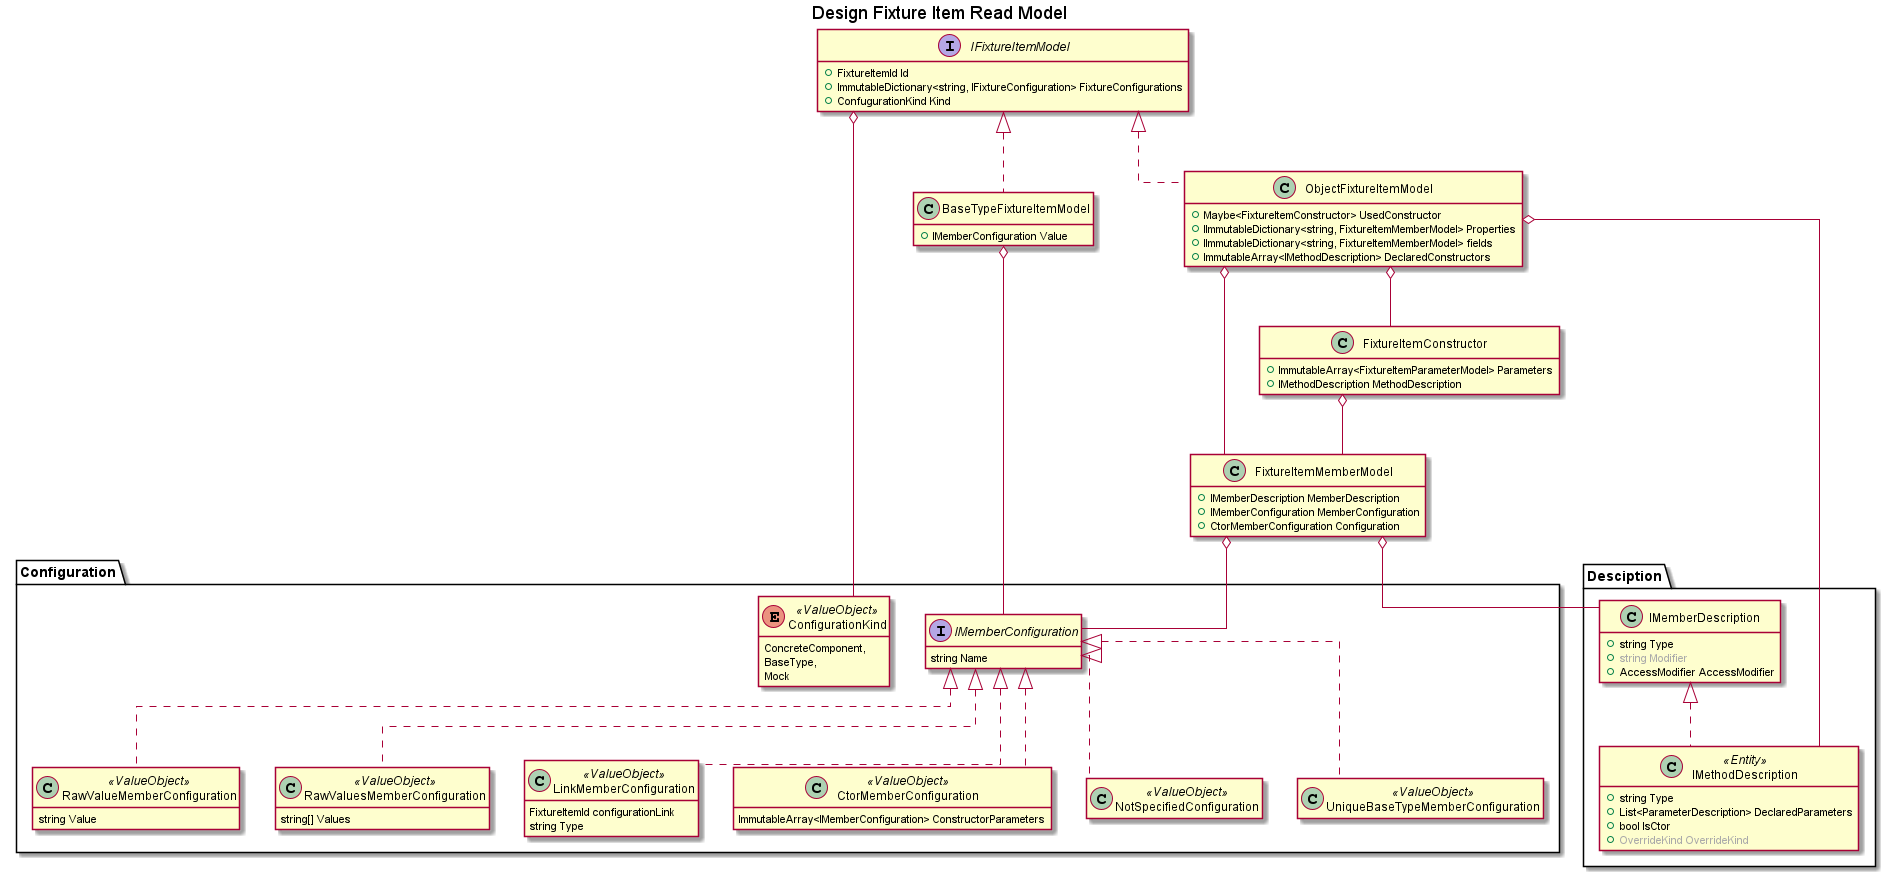 Design Fixture Item Read Model
I IFixtureItemModel
FixtureItemId Id
ImmutableDictionary<string, IFixtureConfiguration> FixtureConfigurations
ConfugurationKind Kind
C BaseTypeFixtureItemModel
IMemberConfiguration Value
C ObjectFixtureItemModel
Maybe<FixtureItemConstructor> UsedConstructor
IImmutableDictionary<string, FixtureItemMemberModel> Properties
IImmutableDictionary<string, FixtureItemMemberModel> fields
ImmutableArray<IMethodDescription> DeclaredConstructors
C FixtureItemConstructor
ImmutableArray<FixtureItemParameterModel> Parameters
IMethodDescription MethodDescription
C FixtureItemMemberModel
IMemberDescription MemberDescription
IMemberConfiguration MemberConfiguration
CtorMemberConfiguration Configuration
Configuration
E «ValueObject»
ConfigurationKind
ConcreteComponent,
BaseType,
Mock
I IMemberConfiguration
string Name
C «ValueObject»
RawValueMemberConfiguration
string Value
C «ValueObject»
RawValuesMemberConfiguration
string[] Values
C «ValueObject»
LinkMemberConfiguration
FixtureItemId configurationLink
string Type
C «ValueObject»
CtorMemberConfiguration
ImmutableArray<IMemberConfiguration> ConstructorParameters
C «ValueObject»
NotSpecifiedConfiguration
C «ValueObject»
UniqueBaseTypeMemberConfiguration
Desciption
C IMemberDescription
string Type
string Modifier
AccessModifier AccessModifier
C «Entity»
IMethodDescription
string Type
List<ParameterDescription> DeclaredParameters
bool IsCtor
OverrideKind OverrideKind